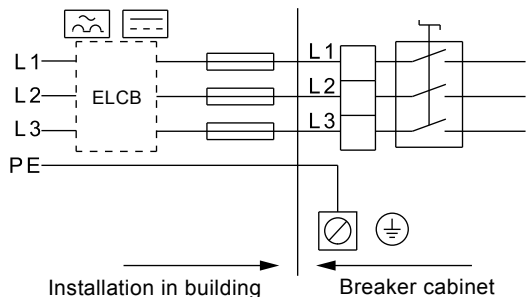 L1
L2
L3
PE
ELCB
L1
L2
L3
Installation in building
Breaker cabinet